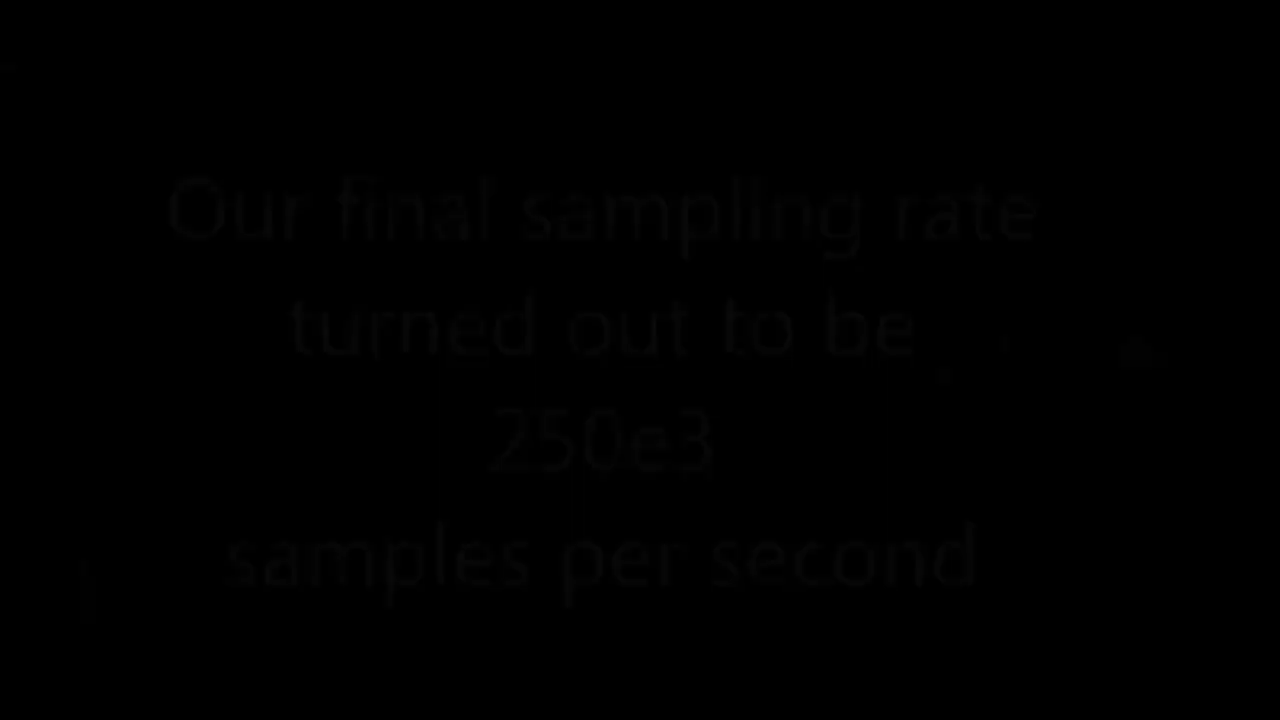 Our final sampling rate
turned out to be
250e3
samples per second